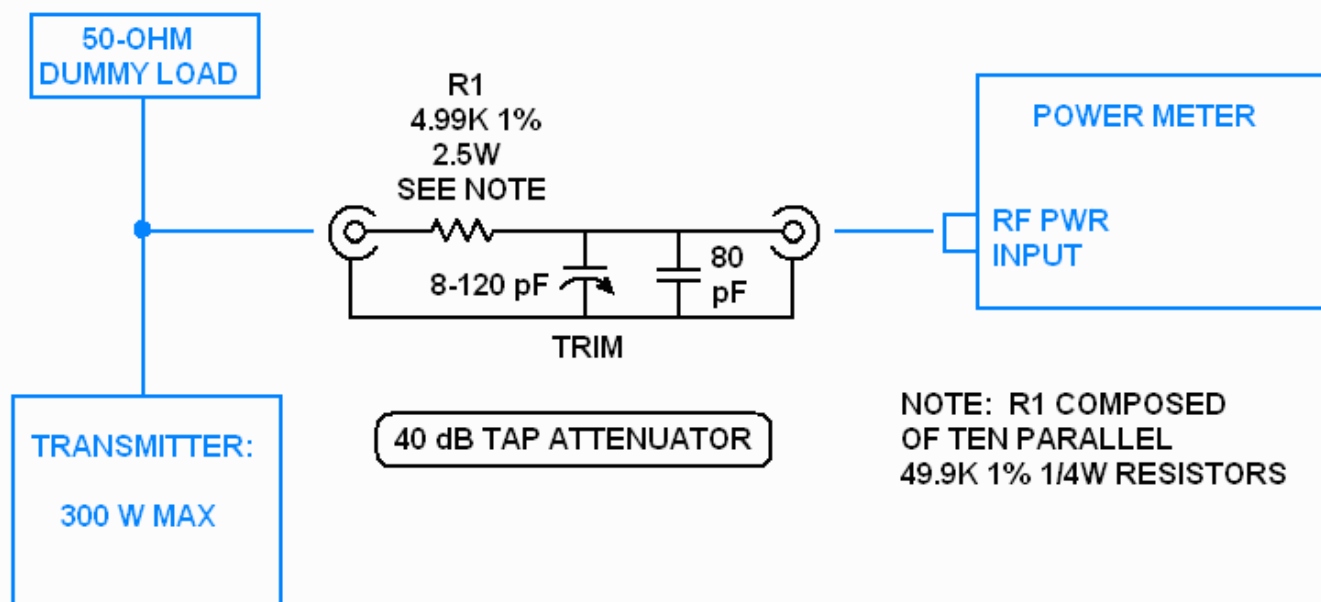 50-OHM
DUMMY LOAD
R1
4.99K 1%
2.5W
SEE NOTE
POWER METER
RF PWR
INPUT
8-120 pF
80
pF
TRIM
40 dB TAP ATTENUATOR
TRANSMITTER:
300 W MAX
NOTE: R1 COMPOSED
OF TEN PARALLEL
49.9K 1% 1/4W RESISTORS